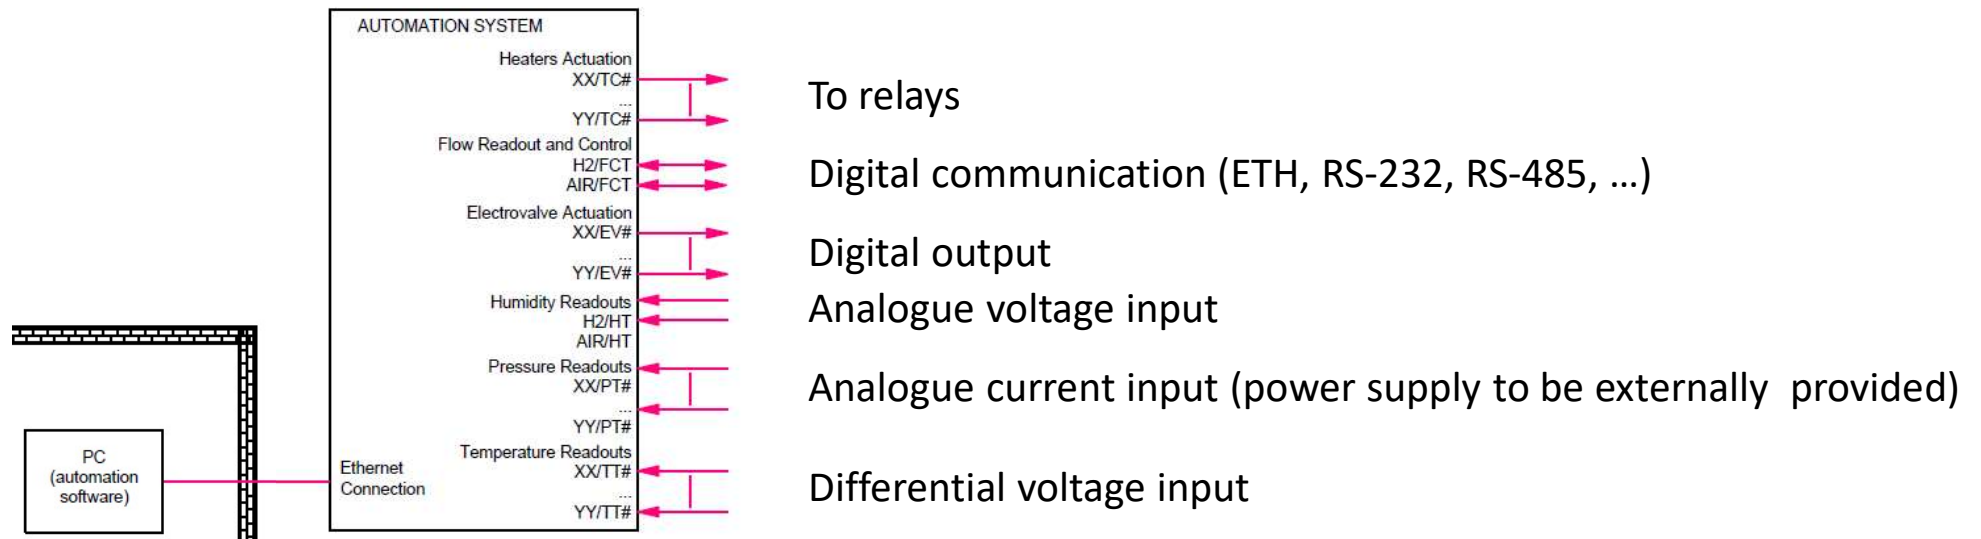 AUTOMATION SYSTEM
Heaters Actuation
XX/TC#
...
YY/TC#
To relays
Flow Readout and Control
H2/FCT
AIR/FCT
Digital communication (ETH, RS-232, RS-485, …)
Electrovalve Actuation
XX/EV#
...
YY/EV#
Digital output
Humidity Readouts
H2/HT
AIR/HT
Analogue voltage input
Pressure Readouts
XX/PT#
...
YY/PT#
Analogue current input (power supply to be externally  provided)
Temperature Readouts
XX/TT#
...
YY/TT#
Differential voltage input
Ethernet
Connection
PC
(automation
software)